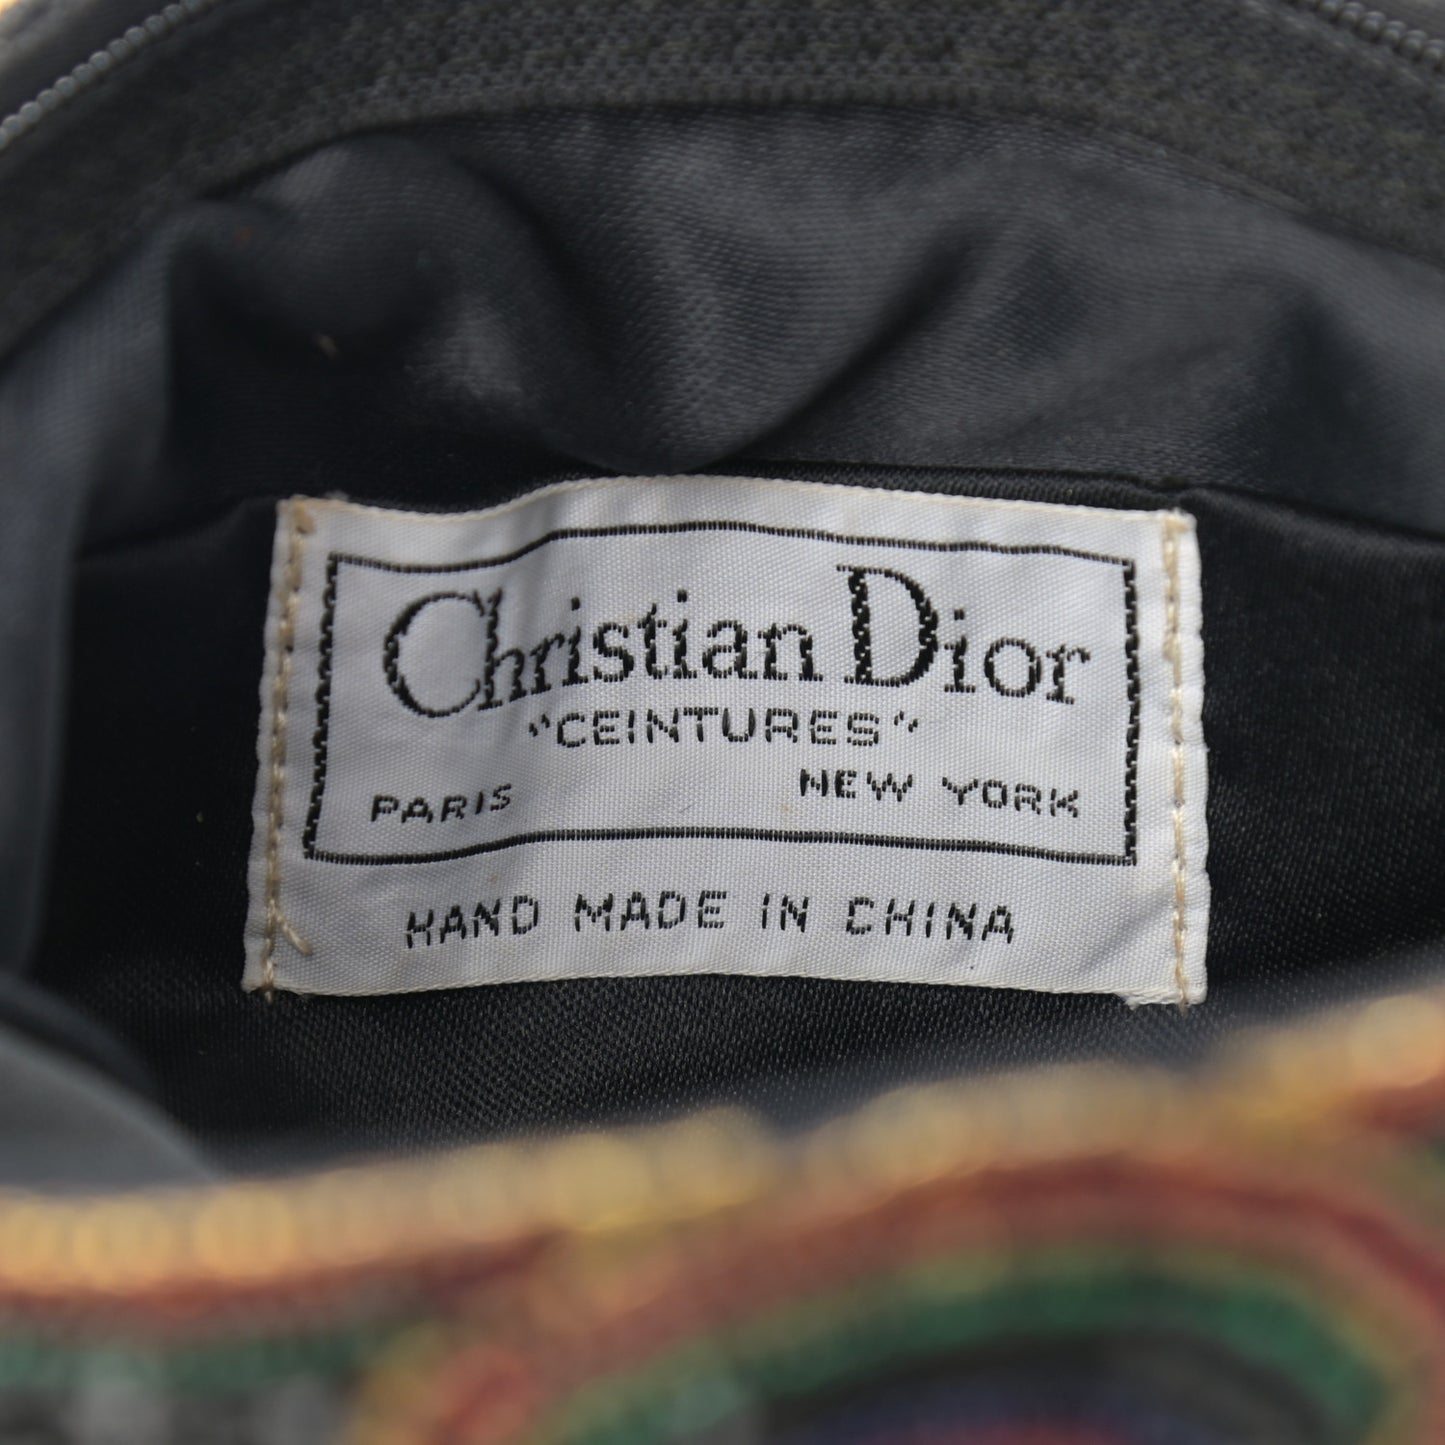 Christian Dior
"CEINTURES"
PARIS NEW YORK
HAND MADE IN CHINA